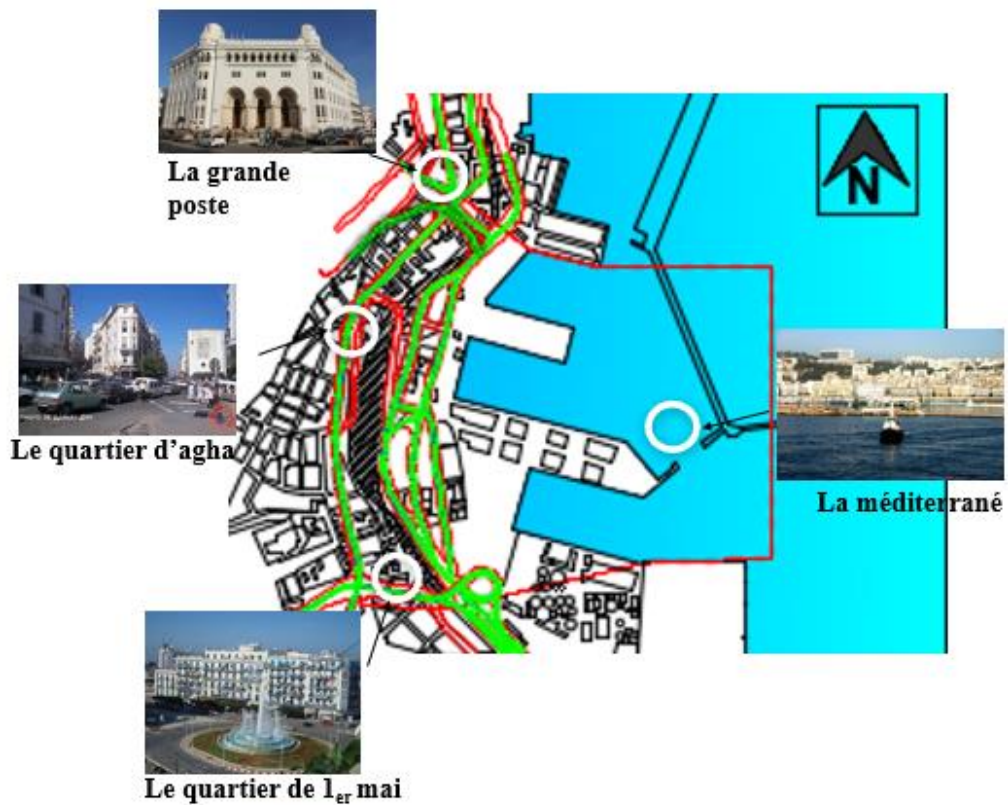 La grande
poste
N
Le quartier d'agha
La méditerrané
Le quartier de 1er mai